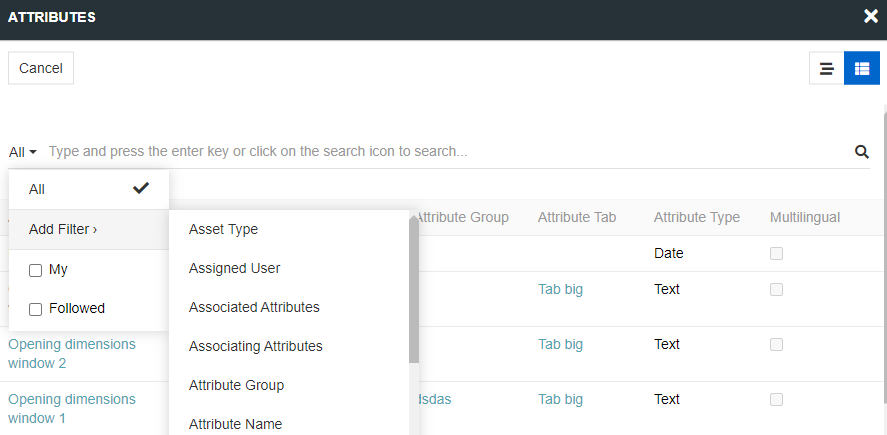 ATTRIBUTES
Cancel
All Type and press the enter key or click on the search icon to search...
All
Add Filter ›
My
Followed
Asset Type
Assigned User
Associated Attributes
Associating Attributes
Attribute Group
Attribute Name
Attribute Group Attribute Tab Attribute Type Multilingual
Date
Tab big Text
Opening dimensions
window 2
Tab big Text
Opening dimensions
window 1
dsdas Tab big Text